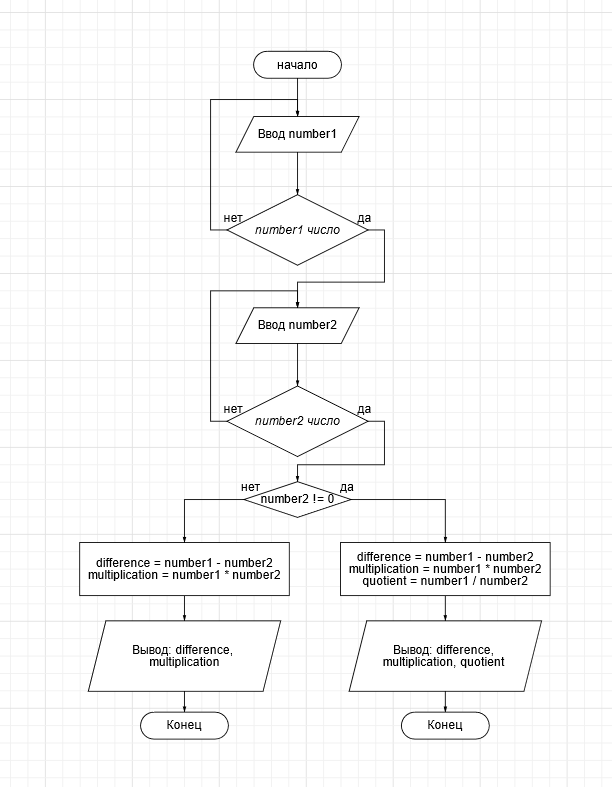 начало
Ввод number1
нет
да
number1 число
Ввод number2
нет
да
number2 число
нет
да
number2 != 0
difference = number1 - number2
multiplication = number1 * number2
difference = number1 - number2
multiplication = number1 * number2
quotient = number1 / number2
Вывод: difference,
multiplication
Вывод: difference,
multiplication, quotient
Конец
Конец